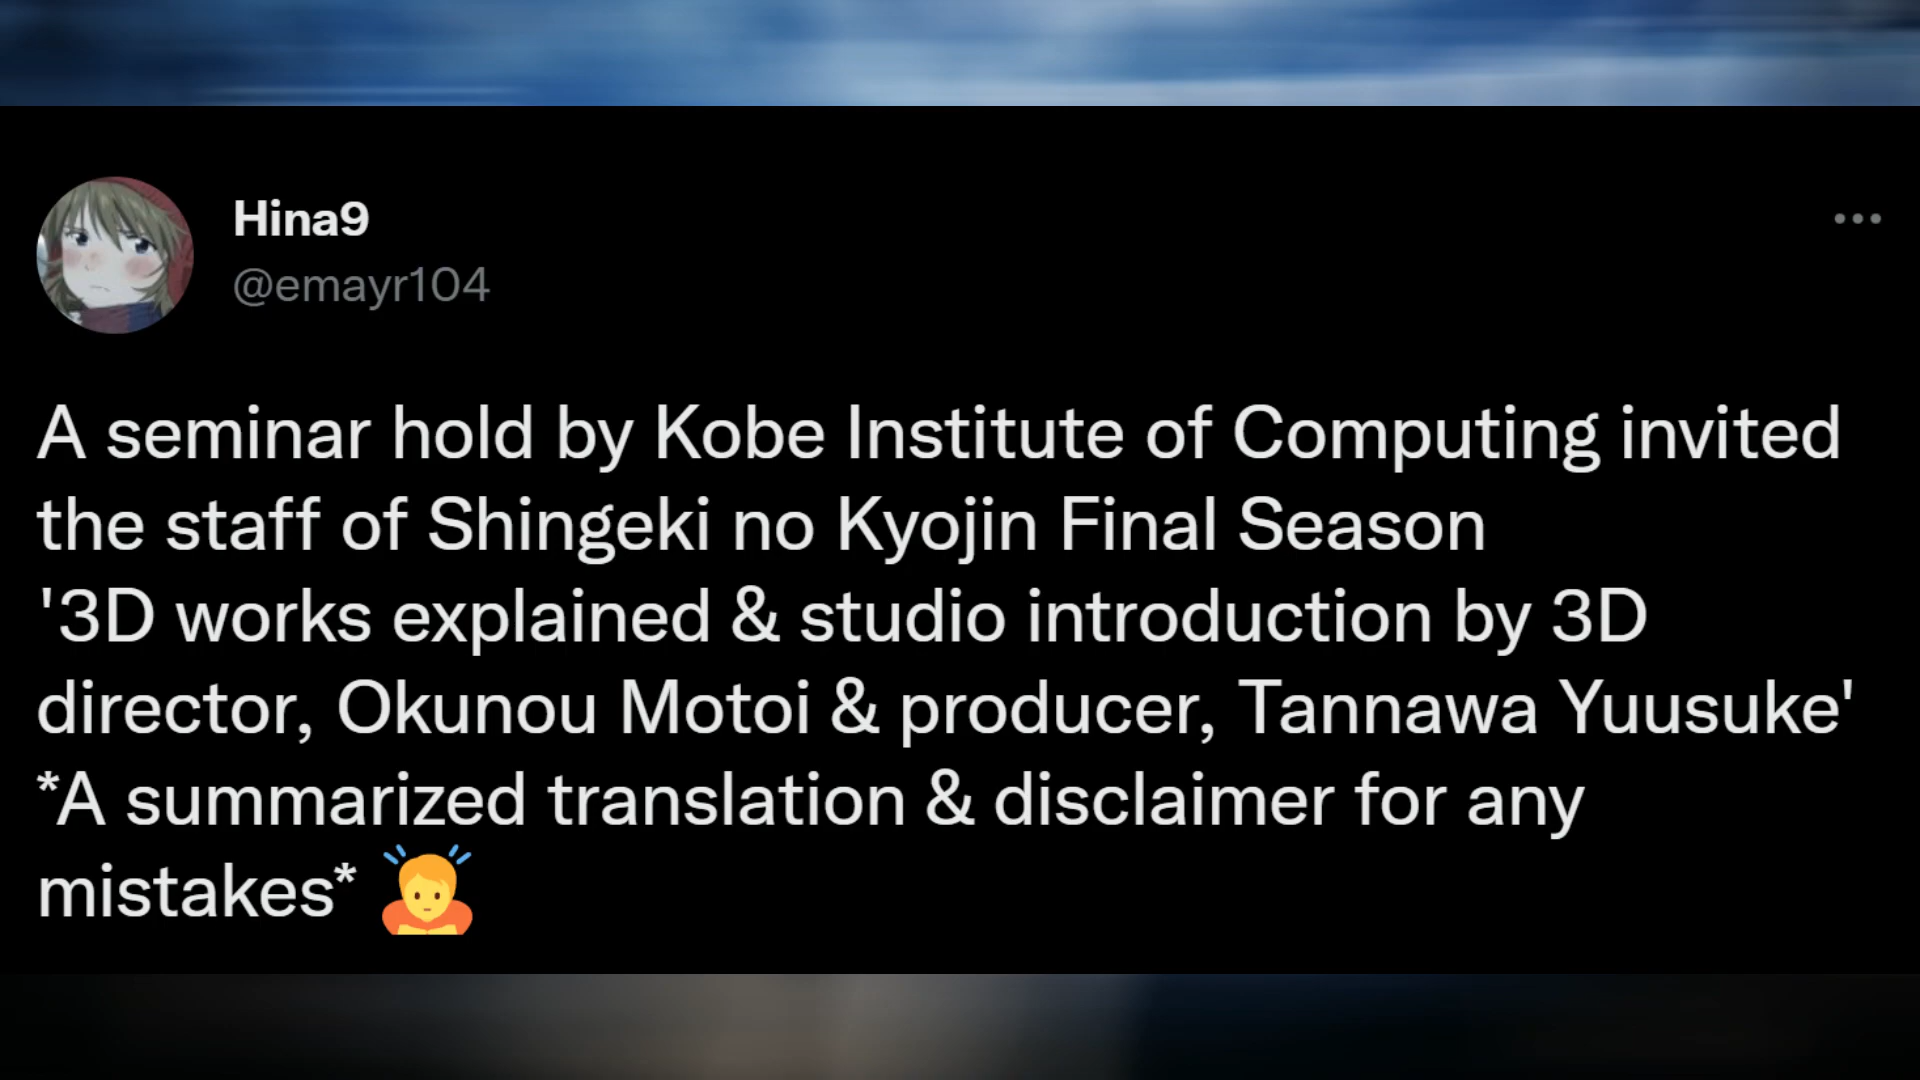 Hina9
@emayr104
A seminar hold by Kobe Institute of Computing invited
the staff of Shingeki no Kyojin Final Season
'3D works explained & studio introduction by 3D
director, Okunou Motoi & producer, Tannawa Yuusuke'
*A summarized translation & disclaimer for any
mistakes* 🙇